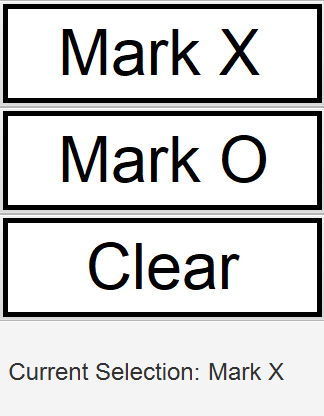 Mark X
Mark O
Clear
Current Selection: Mark X